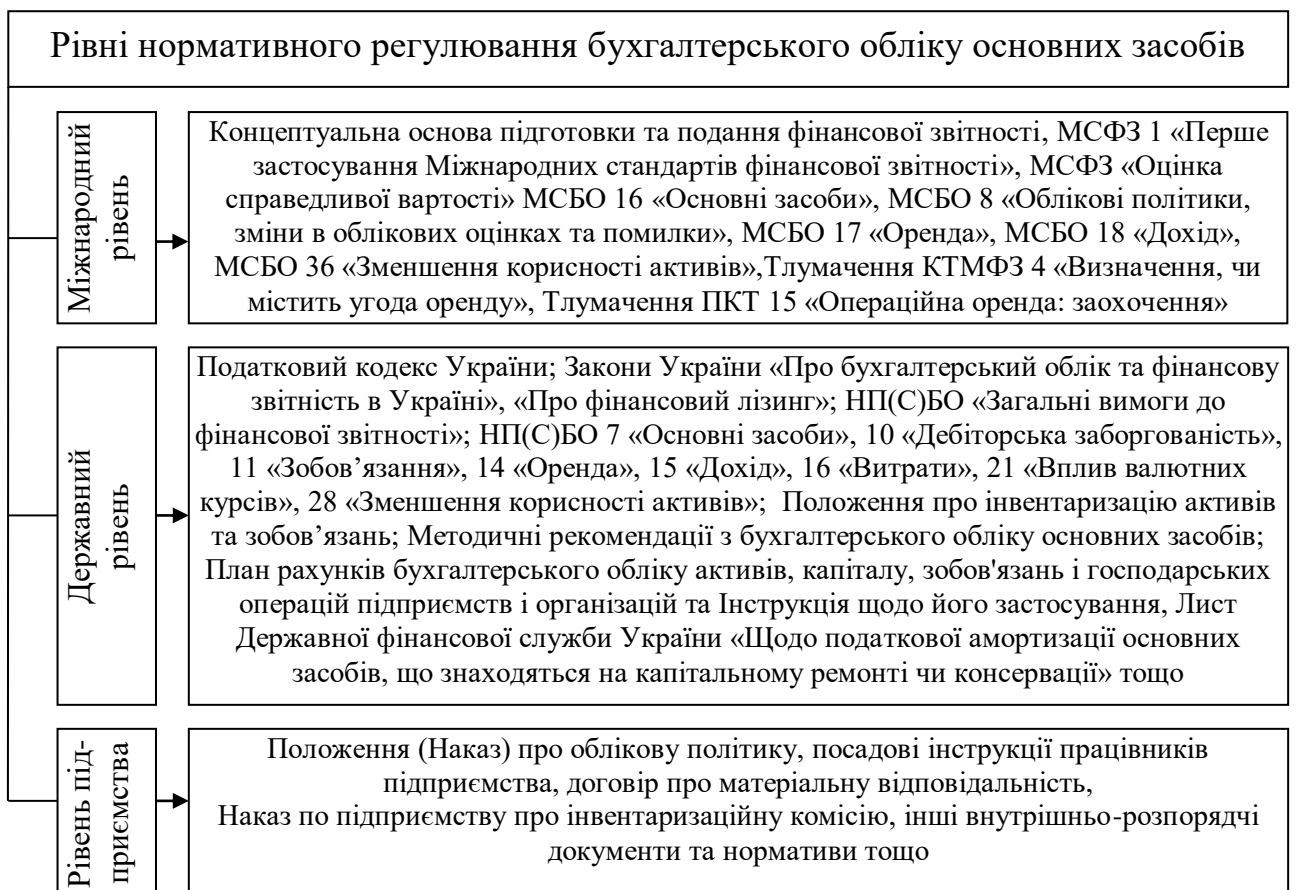 Рівні нормативного регулювання бухгалтерського обліку основних засобів
Міжнародний
рівень
Концептуальна основа підготовки та подання фінансової звітності, МСФЗ 1 «Перше
застосування Міжнародних стандартів фінансової звітності», МСФЗ «Оцінка
справедливої вартості» МСБО 16 «Основні засоби», МСБО 8 «Облікові політики,
зміни в облікових оцінках та помилки», МСБО 17 «Оренда», МСБО 18 «Дохід»,
МСБО 36 «Зменшення корисності активів»,Тлумачення КТМФЗ 4 «Визначення, чи
містить угода оренду», Тлумачення ПКТ 15 «Операційна оренда: заохочення»
Державний
рівень
Податковий кодекс України; Закони України «Про бухгалтерський облік та фінансову
звітність в Україні», «Про фінансовий лізинг»; НП(С)БО «Загальні вимоги до
фінансової звітності»; НП(С)БО 7 «Основні засоби», 10 «Дебіторська заборгованість»,
11 «Зобов’язання», 14 «Оренда», 15 «Дохід», 16 «Витрати», 21 «Вплив валютних
курсів», 28 «Зменшення корисності активів»; Положення про інвентаризацію активів
та зобов’язань; Методичні рекомендації з бухгалтерського обліку основних засобів;
План рахунків бухгалтерського обліку активів, капіталу, зобов'язань і господарських
операцій підприємств і організацій та Інструкція щодо його застосування, Лист
Державної фінансової служби України «Щодо податкової амортизації основних
засобів, що знаходяться на капітальному ремонті чи консервації» тощо
Рівень під-
приємства
Положення (Наказ) про облікову політику, посадові інструкції працівників
підприємства, договір про матеріальну відповідальність,
Наказ по підприємству про інвентаризаційну комісію, інші внутрішньо-розпорядчі
документи та нормативи тощо